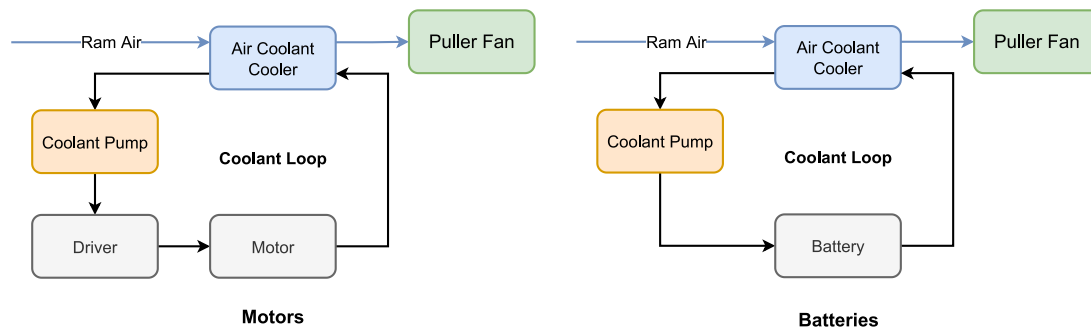 Ram Air
Air Coolant
Cooler
Puller Fan
Coolant Pump
Coolant Loop
Driver
Motor
Motors
Ram Air
Air Coolant
Cooler
Puller Fan
Coolant Pump
Coolant Loop
Battery
Batteries